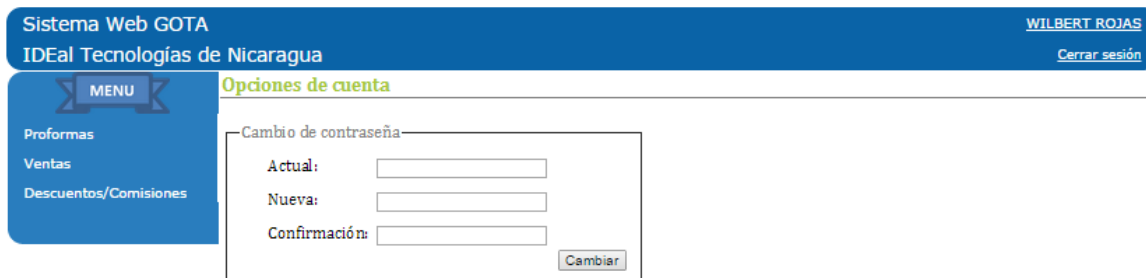 Sistema Web GOTA
WILBERT ROJAS
IDEal Tecnologías de Nicaragua
Cerrar sesión
MENU
Proformas
Ventas
Descuentos/Comisiones
Opciones de cuenta
Cambio de contraseña
Actual:
Nueva:
Confirmación:
Cambiar